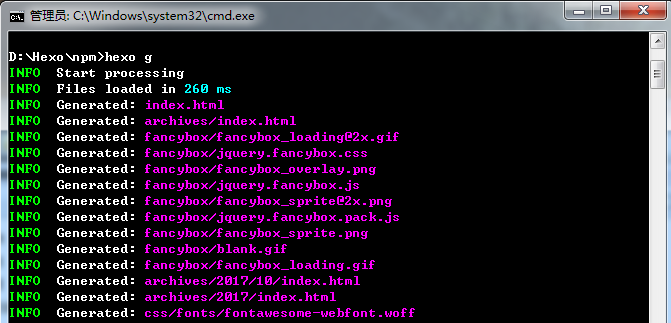 管理员: C:\Windows\system32\cmd.exe
D:\Hexo\npm>hexo g
INFO  Start processing
INFO  Files loaded in 260 ms
INFO  Generated: index.html
INFO  Generated: archives/index.html
INFO  Generated: fancybox/fancybox_loading@2x.gif
INFO  Generated: fancybox/jquery.fancybox.css
INFO  Generated: fancybox/fancybox_overlay.png
INFO  Generated: fancybox/jquery.fancybox.js
INFO  Generated: fancybox/fancybox_sprite@2x.png
INFO  Generated: fancybox/jquery.fancybox.pack.js
INFO  Generated: fancybox/fancybox_sprite.png
INFO  Generated: fancybox/blank.gif
INFO  Generated: fancybox/fancybox_loading.gif
INFO  Generated: archives/2017/10/index.html
INFO  Generated: archives/2017/index.html
INFO  Generated: css/fonts/fontawesome-webfont.woff